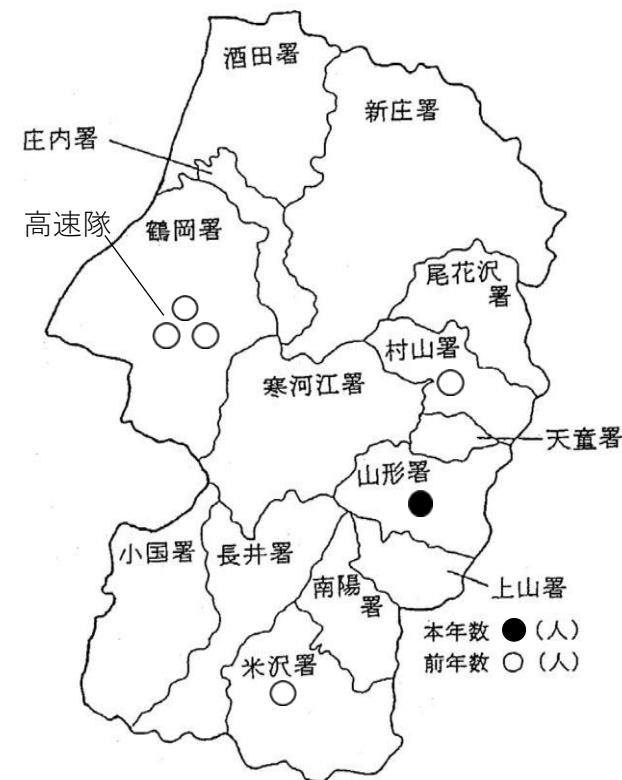 酒田署
新庄署
庄内署
高速隊
鶴岡署
尾花沢
署
村山署
寒河江署
天童署
山形署
小国署
長井署
南陽
署
上山署
本年数 ●(人)
前年数 ○(人)
米沢署